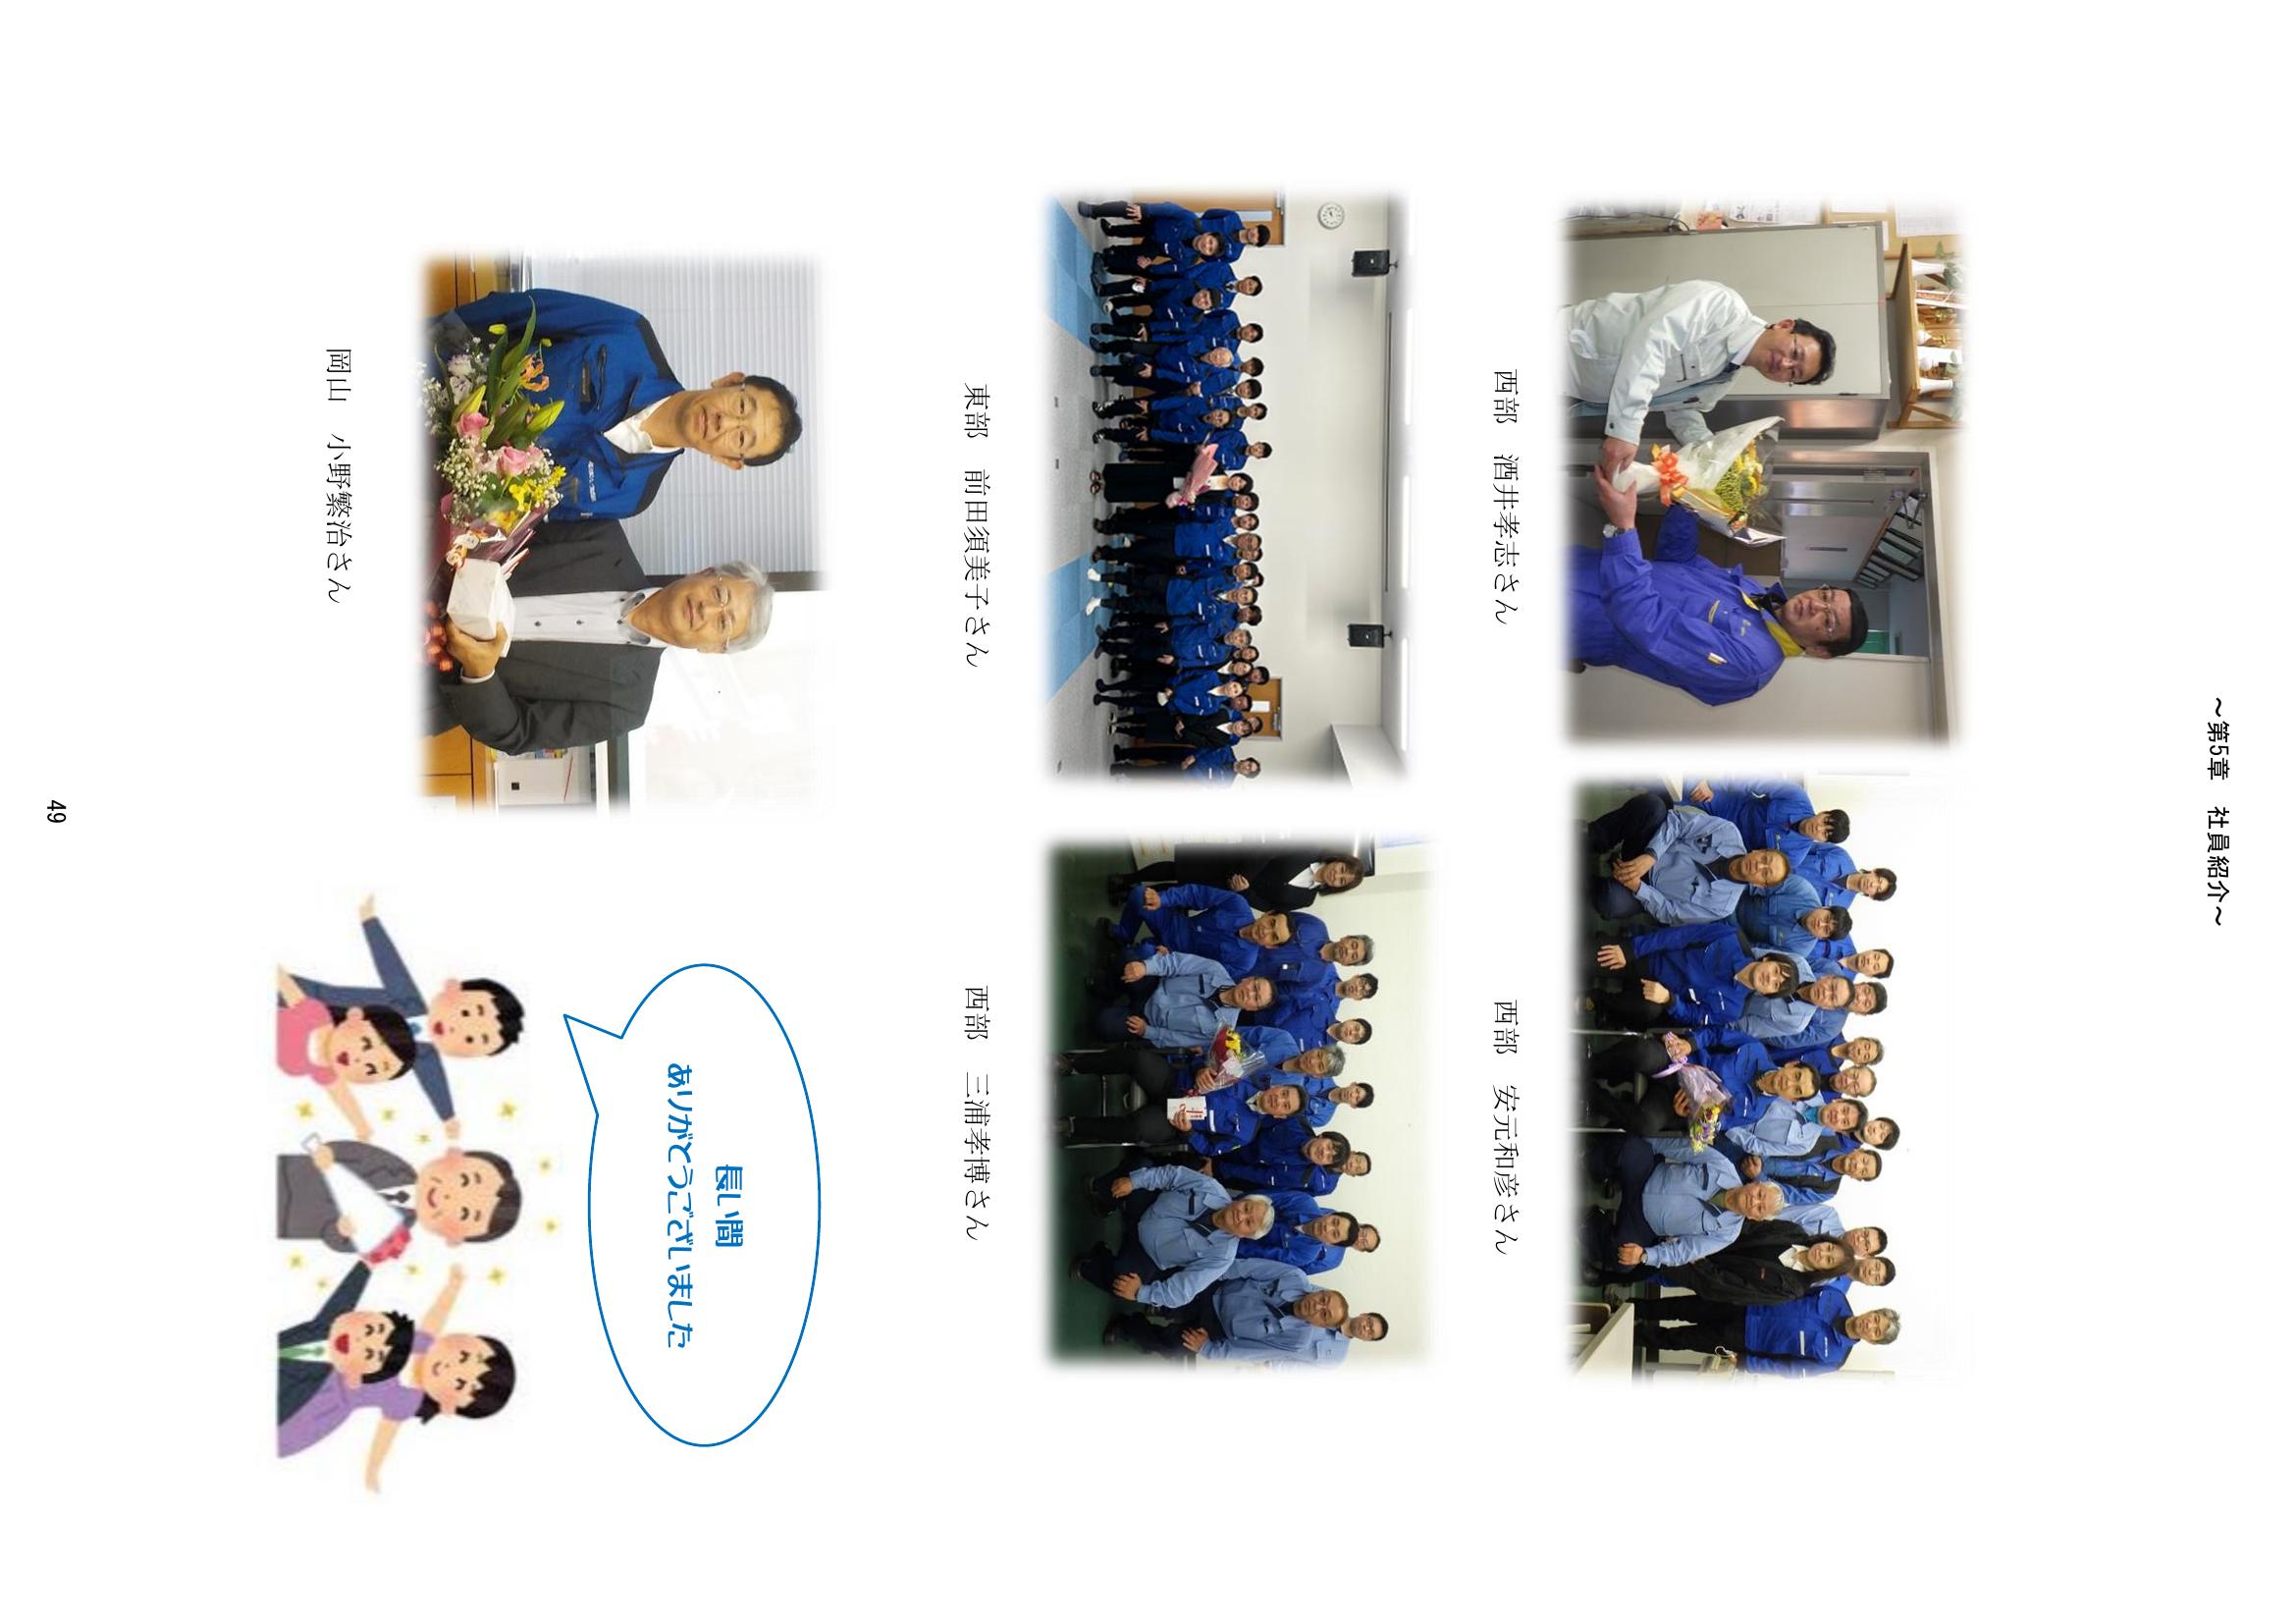 ～第5章　社員紹介～
西部　酒井孝志さん
西部　安元和彦さん
東部　前田須美子さん
西部　三浦孝博さん
岡山　小野繁治さん
長い間
ありがとうございました
49